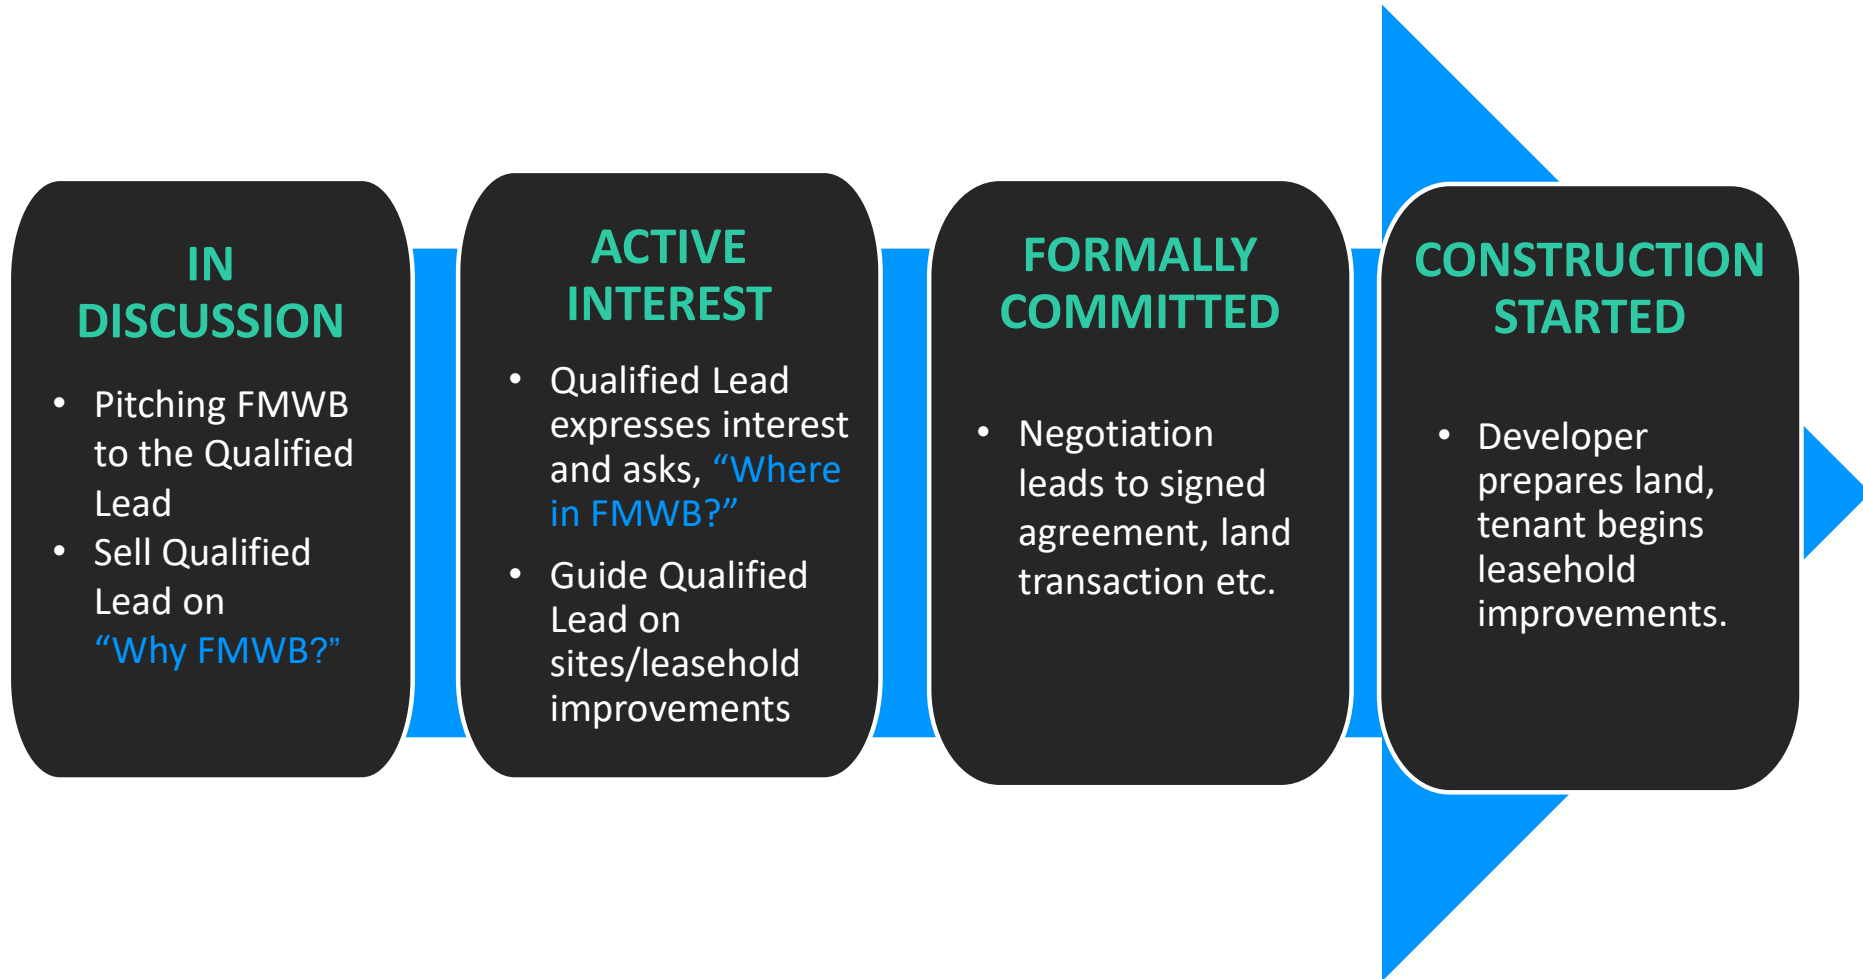 IN
DISCUSSION
• Pitching FMWB
to the Qualified
Lead
• Sell Qualified
Lead on
“Why FMWB?”
ACTIVE
INTEREST
• Qualified Lead
expresses interest
and asks, “Where
in FMWB?”
• Guide Qualified
Lead on
sites/leasehold
improvements
FORMALLY
COMMITTED
• Negotiation
leads to signed
agreement, land
transaction etc.
CONSTRUCTION
STARTED
• Developer
prepares land,
tenant begins
leasehold
improvements.